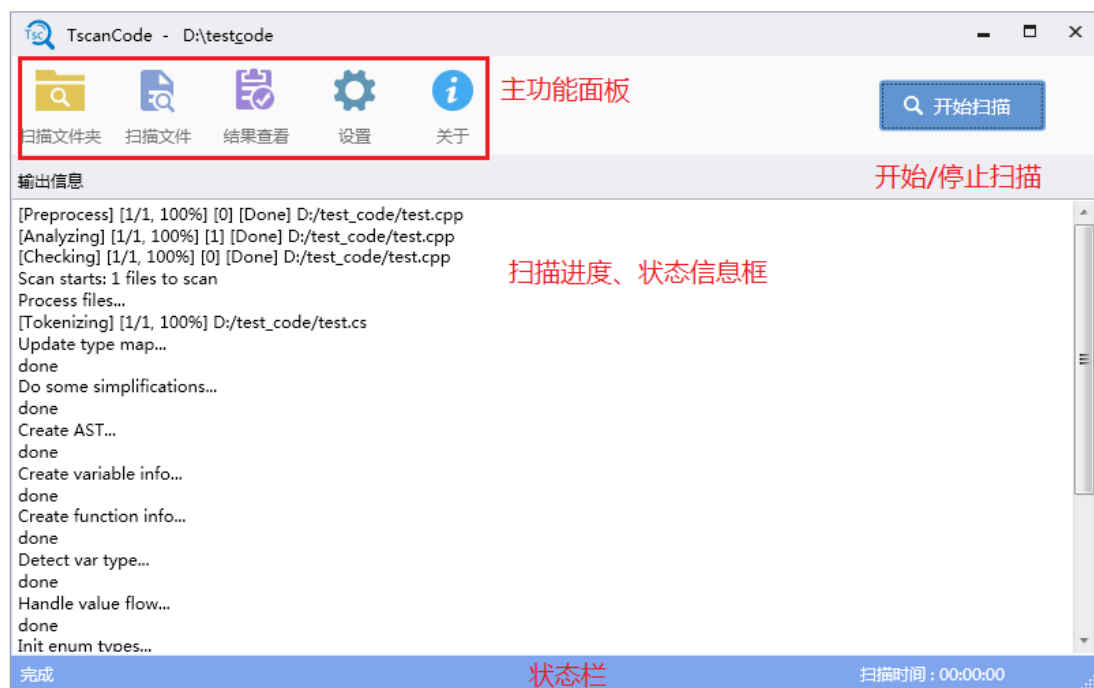 TscanCode - D:\testcode
主功能面板
开始扫描
扫描文件夹 扫描文件 结果查看 设置 关于
开始/停止扫描
输出信息
[Preprocess] [1/1, 100%] [0] [Done] D:/test_code/test.cpp
[Analyzing] [1/1, 100%] [1] [Done] D:/test_code/test.cpp
[Checking] [1/1, 100%] [0] [Done] D:/test_code/test.cpp
扫描进度、状态信息框
Scan starts: 1 files to scan
Process files...
[Tokenizing] [1/1, 100%] D:/test_code/test.cs
Update type map...
done
Do some simplifications...
done
Create AST...
done
Create variable info...
done
Create function info...
done
Detect var type...
done
Handle value flow...
done
Init enum types...
完成 状态栏 扫描时间 : 00:00:00